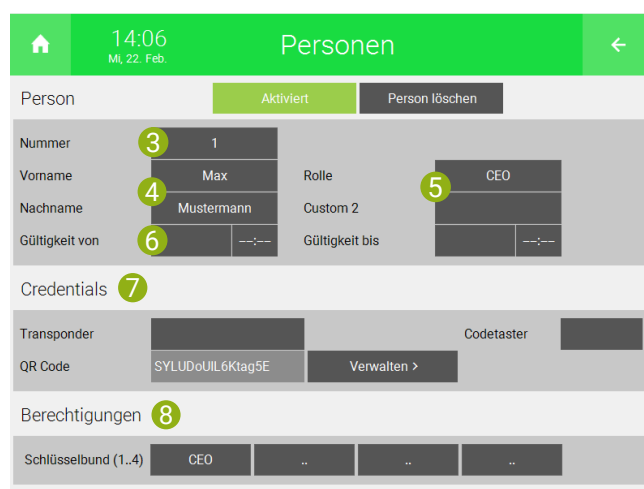 14:06
Mi, 22. Feb.
Personen
Person Aktiviert Person löschen
Nummer 3 1
Vorname Max Rolle CEO
4 5
Nachname Mustermann Custom 2
Gültigkeit von 6 --:-- Gültigkeit bis --:--
Credentials 7
Transponder Codetaster
QR Code SYLUDoUIL6Ktag5E Verwalten >
Berechtigungen 8
Schlüsselbund (1..4) CEO .. .. ..